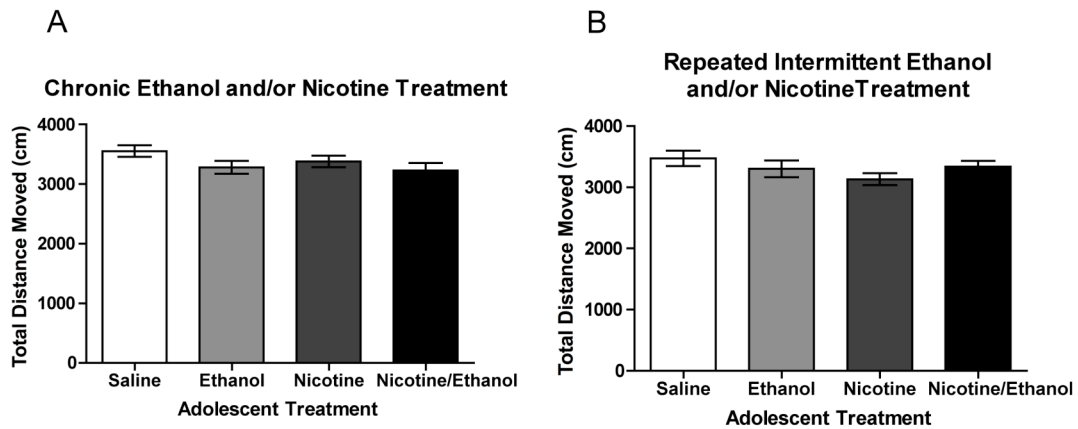 A
Chronic Ethanol and/or Nicotine Treatment
Total Distance Moved (cm)
4000
3000
2000
1000
0
Saline Ethanol Nicotine Nicotine/Ethanol
Adolescent Treatment
B
Repeated Intermittent Ethanol
and/or NicotineTreatment
Total Distance Moved (cm)
4000
3000
2000
1000
0
Saline Ethanol Nicotine Nicotine/Ethanol
Adolescent Treatment